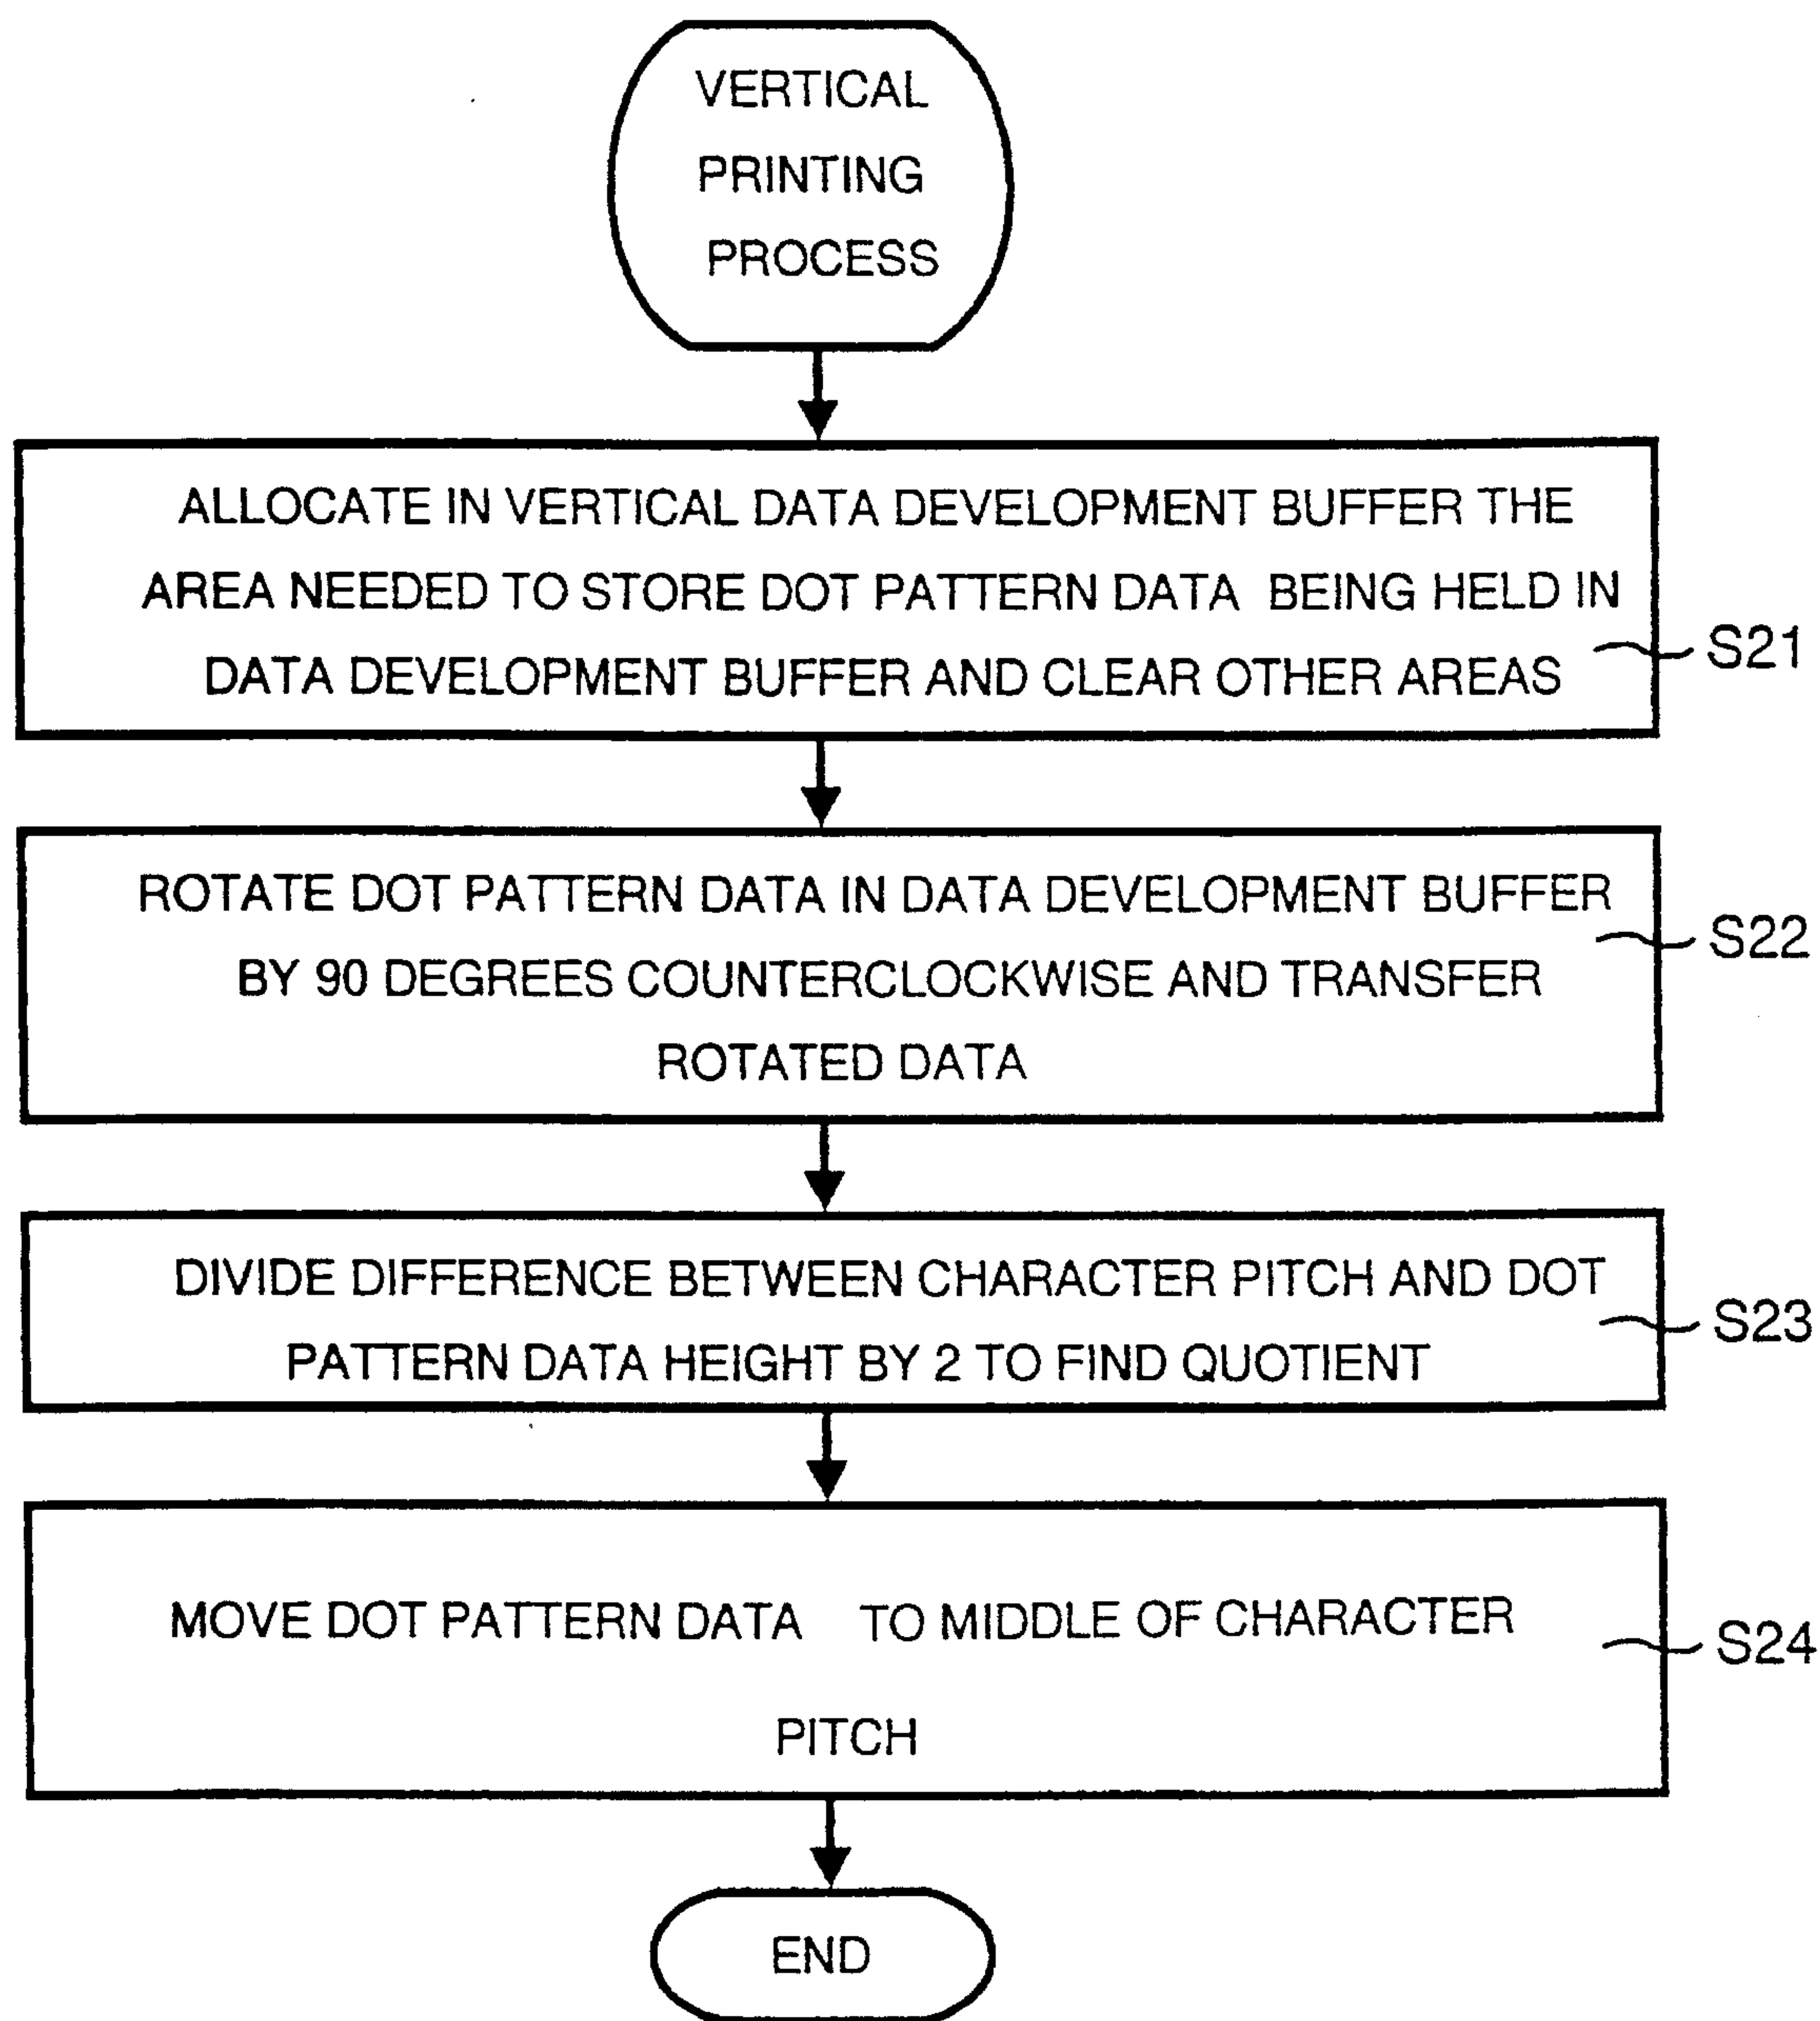 VERTICAL
PRINTING
PROCESS
ALLOCATE IN VERTICAL DATA DEVELOPMENT BUFFER THE
AREA NEEDED TO STORE DOT PATTERN DATA BEING HELD IN
DATA DEVELOPMENT BUFFER AND CLEAR OTHER AREAS
S21
ROTATE DOT PATTERN DATA IN DATA DEVELOPMENT BUFFER
BY 90 DEGREES COUNTERCLOCKWISE AND TRANSFER
ROTATED DATA
S22
DIVIDE DIFFERENCE BETWEEN CHARACTER PITCH AND DOT
PATTERN DATA HEIGHT BY 2 TO FIND QUOTIENT
S23
MOVE DOT PATTERN DATA TO MIDDLE OF CHARACTER
PITCH
S24
END